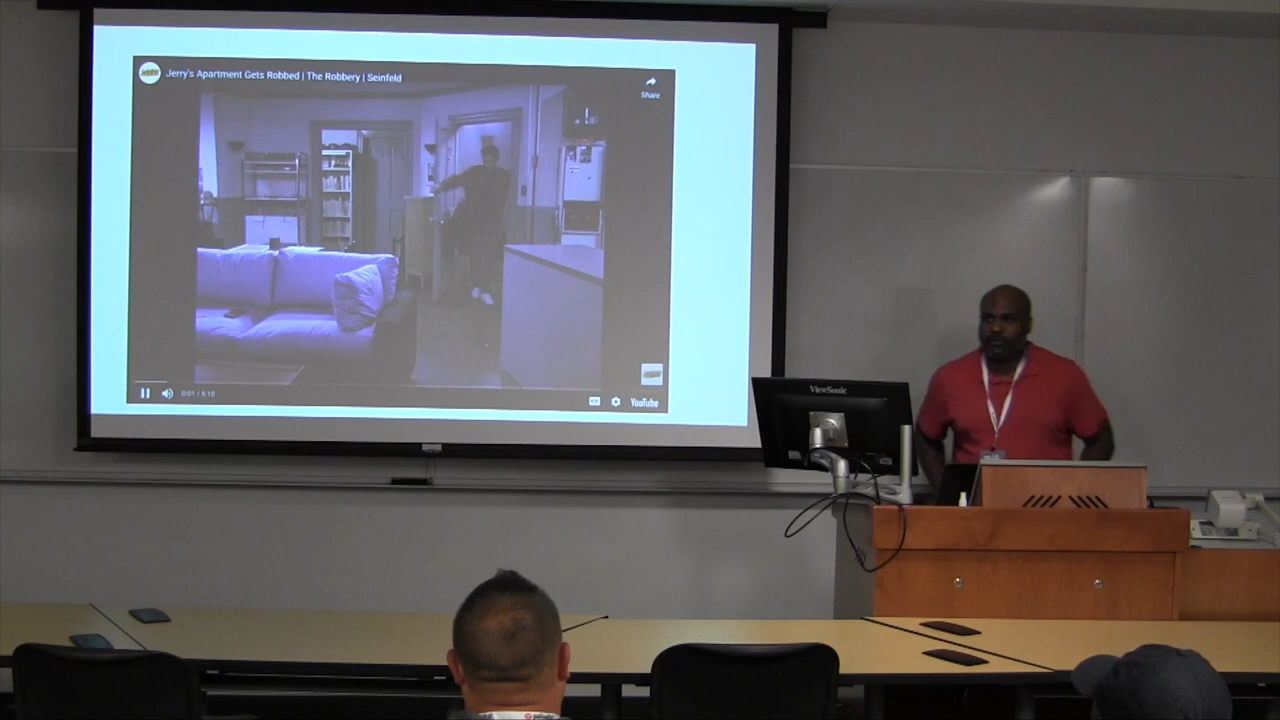 Jerry's Apartment Gets Robbed | The Robbery | Seinfeld
Share
0:01 / 5:10
YouTube
ViewSonic